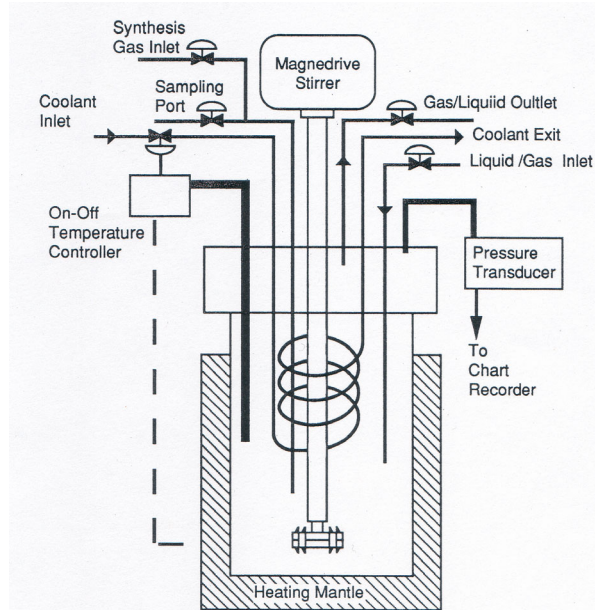 Synthesis
Gas Inlet
Magnedrive
Stirrer
Sampling
Port
Gas/Liquiid Oultlet
Coolant
Inlet
Coolant Exit
Liquid /Gas Inlet
On-Off
Temperature
Controller
Pressure
Transducer
To
Chart
Recorder
Heating Mantle